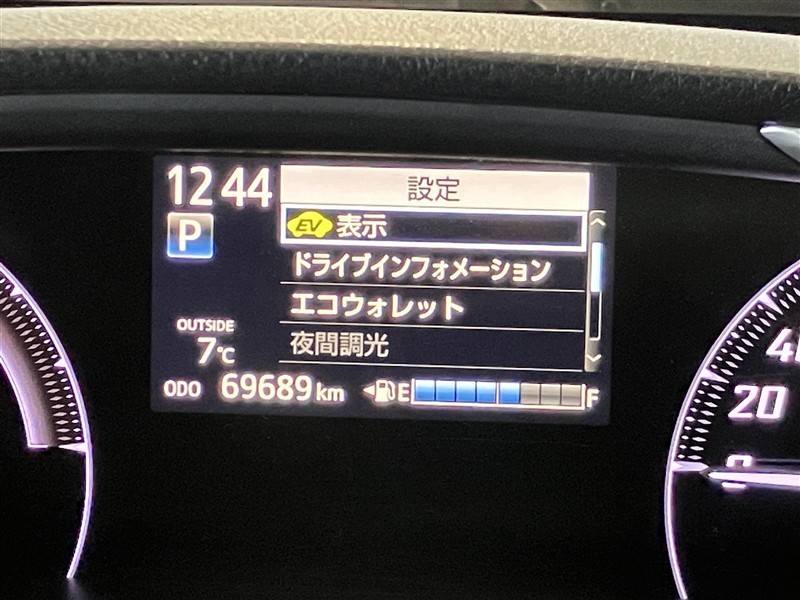 12 44
設定
P
EV 表示
ドライブインフォメーション
エコウォレット
夜間調光
OUTSIDE
7℃
ODO 69689 km
E F
20
0